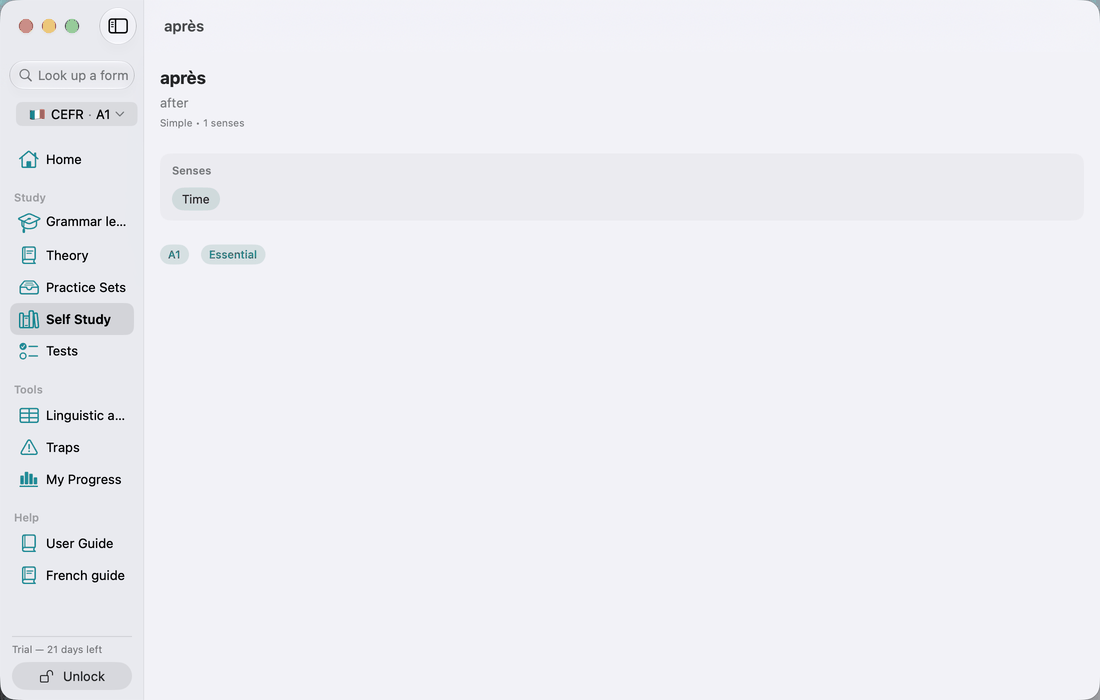 après
Look up a form
CEFR · A1
Home
Study
Grammar le...
Theory
Practice Sets
Self Study
Tests
Tools
Linguistic a...
Traps
My Progress
Help
User Guide
French guide
Trial — 21 days left
Unlock
après
after
Simple • 1 senses
Senses
Time
A1
Essential